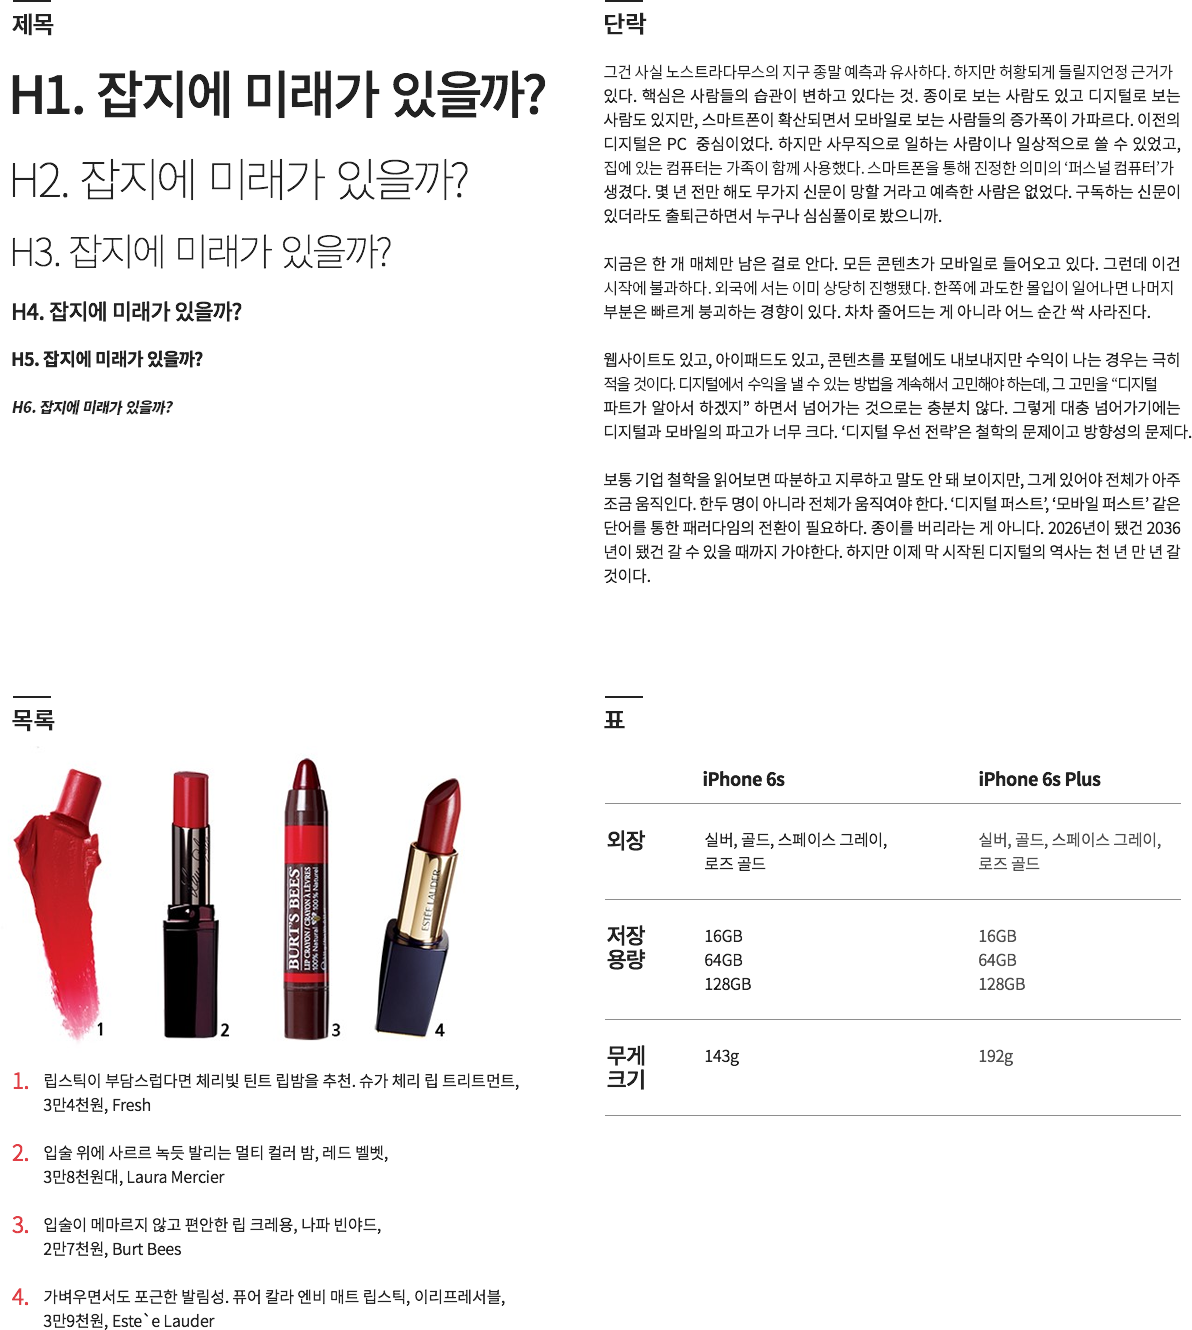 제목
H1. 잡지에 미래가 있을까?
H2. 잡지에 미래가 있을까?
H3. 잡지에 미래가 있을까?
H4. 잡지에 미래가 있을까?
H5. 잡지에 미래가 있을까?
H6. 잡지에 미래가 있을까?
단락
그건 사실 노스트라다무스의 지구 종말 예측과 유사하다. 하지만 허황되게 들릴지언정 근거가
있다. 핵심은 사람들의 습관이 변하고 있다는 것. 종이로 보는 사람도 있고 디지털로 보는
사람도 있지만, 스마트폰이 확산되면서 모바일로 보는 사람들의 증가폭이 가파르다. 이전의
디지털은 PC 중심이었다. 하지만 사무직으로 일하는 사람이나 일상적으로 쓸 수 있었고,
집에 있는 컴퓨터는 가족이 함께 사용했다. 스마트폰을 통해 진정한 의미의 ‘퍼스널 컴퓨터’가
생겼다. 몇 년 전만 해도 무가지 신문이 망할 거라고 예측한 사람은 없었다. 구독하는 신문이
있더라도 출퇴근하면서 누구나 심심풀이로 봤으니까.
지금은 한 개 매체만 남은 걸로 안다. 모든 콘텐츠가 모바일로 들어오고 있다. 그런데 이건
시작에 불과하다. 외국에 서는 이미 상당히 진행됐다. 한쪽에 과도한 몰입이 일어나면 나머지
부분은 빠르게 붕괴하는 경향이 있다. 차차 줄어드는 게 아니라 어느 순간 싹 사라진다.
웹사이트도 있고, 아이패드도 있고, 콘텐츠를 포털에도 내보내지만 수익이 나는 경우는 극히
적을 것이다. 디지털에서 수익을 낼 수 있는 방법을 계속해서 고민해야 하는데, 그 고민을 “디지털
파트가 알아서 하겠지” 하면서 넘어가는 것으로는 충분치 않다. 그렇게 대충 넘어가기에는
디지털과 모바일의 파고가 너무 크다. ‘디지털 우선 전략’은 철학의 문제이고 방향성의 문제다.
보통 기업 철학을 읽어보면 따분하고 지루하고 말도 안 돼 보이지만, 그게 있어야 전체가 아주
조금 움직인다. 한두 명이 아니라 전체가 움직여야 한다. ‘디지털 퍼스트’, ‘모바일 퍼스트’ 같은
단어를 통한 패러다임의 전환이 필요하다. 종이를 버리라는 게 아니다. 2026년이 됐건 2036
년이 됐건 갈 수 있을 때까지 가야한다. 하지만 이제 막 시작된 디지털의 역사는 천 년 만 년 갈
것이다.
목록
BURT'S BEES
LIP CRAYON / CRAYON À LÈVRES
100% Natural 100% Naturel
ESTĒE LAUDER
1
2
3
4
1. 립스틱이 부담스럽다면 체리빛 틴트 립밤을 추천. 슈가 체리 립 트리트먼트,
3만4천원, Fresh
2. 입술 위에 사르르 녹듯 발리는 멀티 컬러 밤, 레드 벨벳,
3만8천원대, Laura Mercier
3. 입술이 메마르지 않고 편안한 립 크레용, 나파 빈야드,
2만7천원, Burt Bees
4. 가벼우면서도 포근한 발림성. 퓨어 칼라 엔비 매트 립스틱, 이리프레서블,
3만9천원, Este`e Lauder
표
iPhone 6s iPhone 6s Plus
외장 실버, 골드, 스페이스 그레이, 실버, 골드, 스페이스 그레이,
로즈 골드 로즈 골드
저장 16GB 16GB
용량 64GB 64GB
128GB 128GB
무게 143g 192g
크기